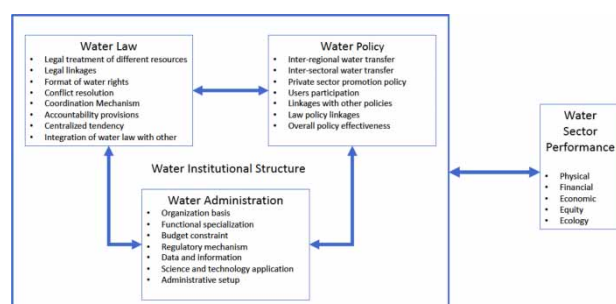 Water Law
• Legal treatment of different resources
• Legal linkages
• Format of water rights
• Conflict resolution
• Coordination Mechanism
• Accountability provisions
• Centralized tendency
• Integration of water law with other
Water Policy
• Inter-regional water transfer
• Inter-sectoral water transfer
• Private sector promotion policy
• Users participation
• Linkages with other policies
• Law policy linkages
• Overall policy effectiveness
Water Institutional Structure
Water Administration
• Organization basis
• Functional specialization
• Budget constraint
• Regulatory mechanism
• Data and information
• Science and technology application
• Administrative setup
Water
Sector
Performance
• Physical
• Financial
• Economic
• Equity
• Ecology